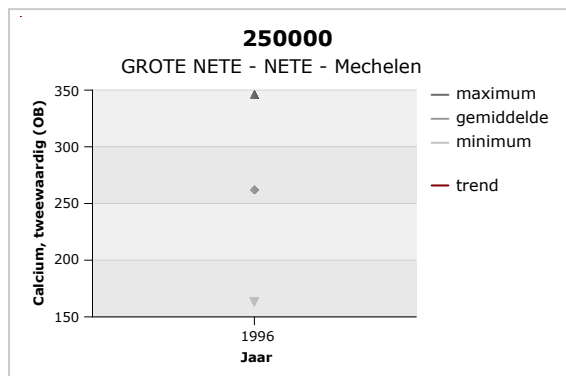 250000
GROTE NETE - NETE - Mechelen
350
300
250
200
150
Calcium, tweewaardig (OB)
1996
Jaar
maximum
gemiddelde
minimum
trend